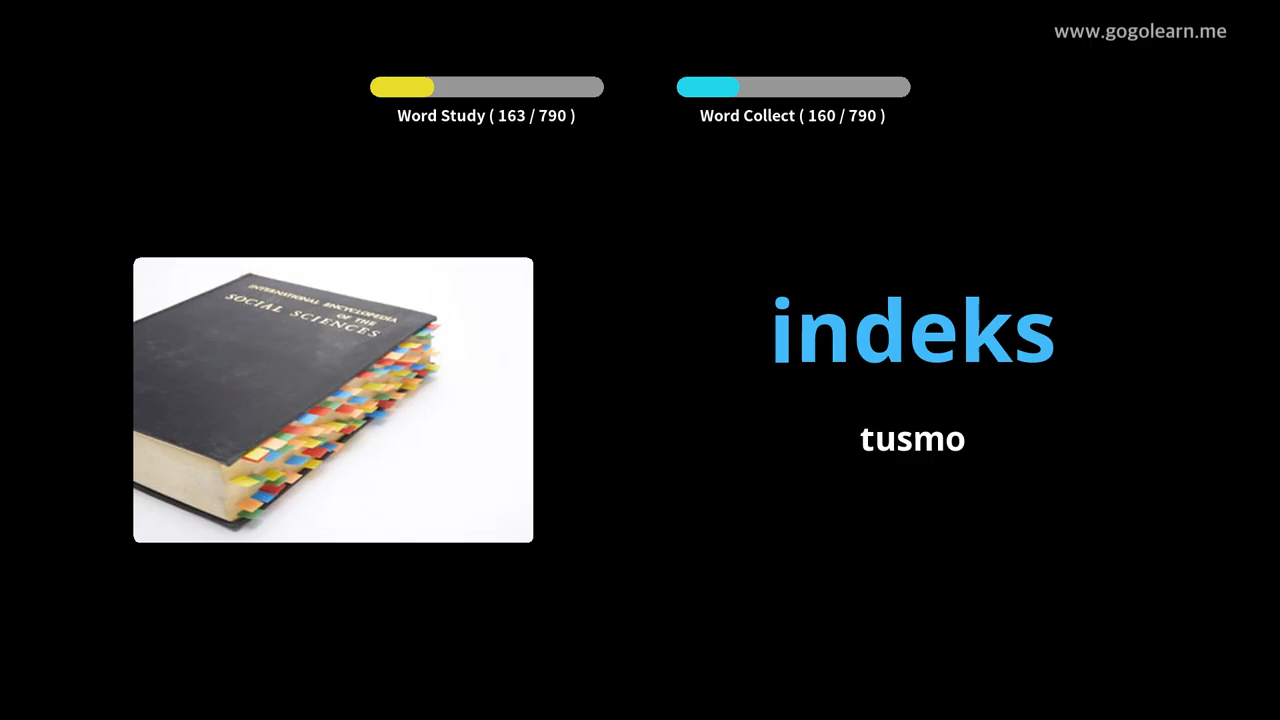 www.gogolearn.me
Word Study ( 163 / 790 )
Word Collect ( 160 / 790 )
INTERNATIONAL ENCYCLOPEDIA
OF THE
SOCIAL SCIENCES
indeks
tusmo